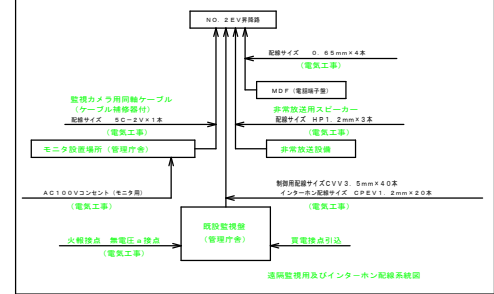 NO. 2EV昇降路
配線サイズ 0. 65mm×4本
(電気工事)
MDF (電話端子盤)
監視カメラ用同軸ケーブル
(ケーブル補修器付)
配線サイズ 5C-2V×1本
(電気工事)
非常放送用スピーカー
配線サイズ HP1. 2mm×3本
(電気工事)
モニタ設置場所 (管理庁舎)
非常放送設備
AC100Vコンセント (モニタ用)
(電気工事)
制御用配線サイズCVV3. 5mm×40本
インターホン配線サイズ CPEV1. 2mm×20本
(電気工事)
既設監視盤
(管理庁舎)
火報接点 無電圧a接点
(電気工事)
育電接点引込
遠隔監視用及びインターホン配線系統図